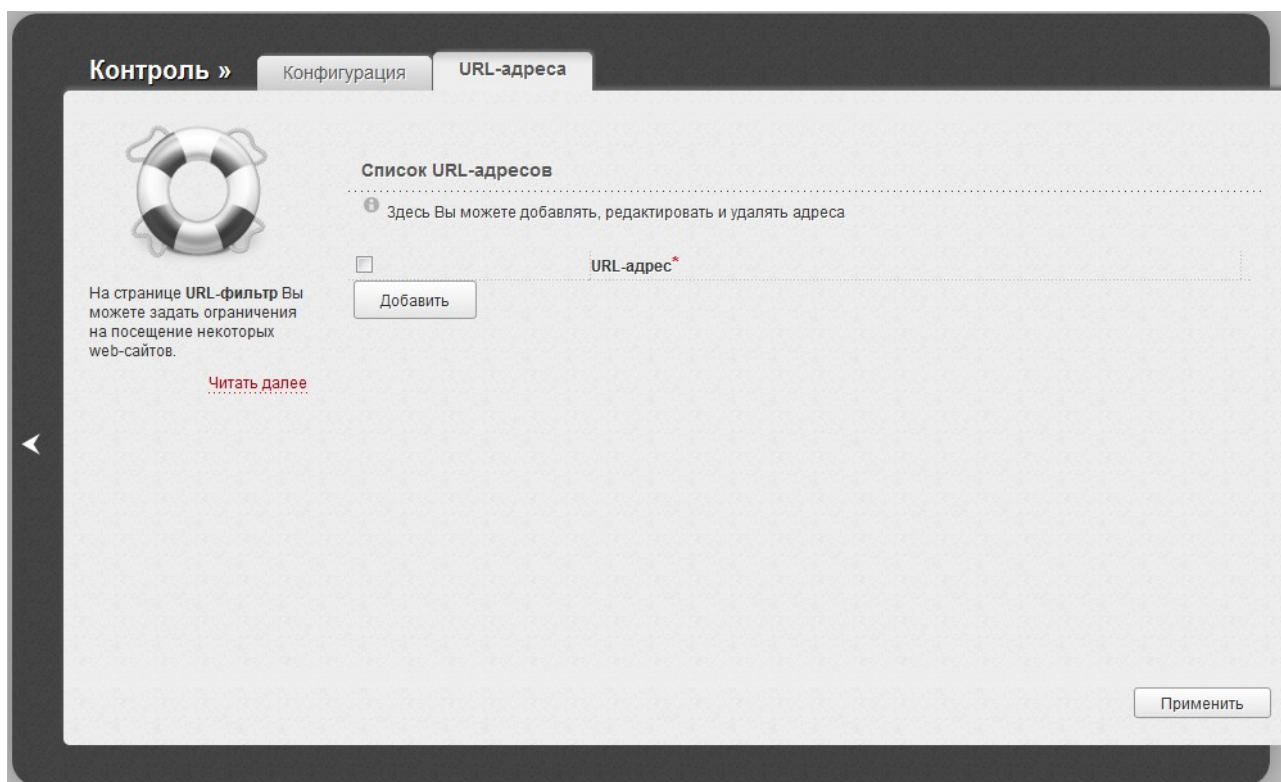 Контроль »
Конфигурация
URL-адреса
На странице URL-фильтр Вы
можете задать ограничения
на посещение некоторых
web-сайтов.
Читать далее
Список URL-адресов
Здесь Вы можете добавлять, редактировать и удалять адреса
URL-адрес*
Добавить
Применить